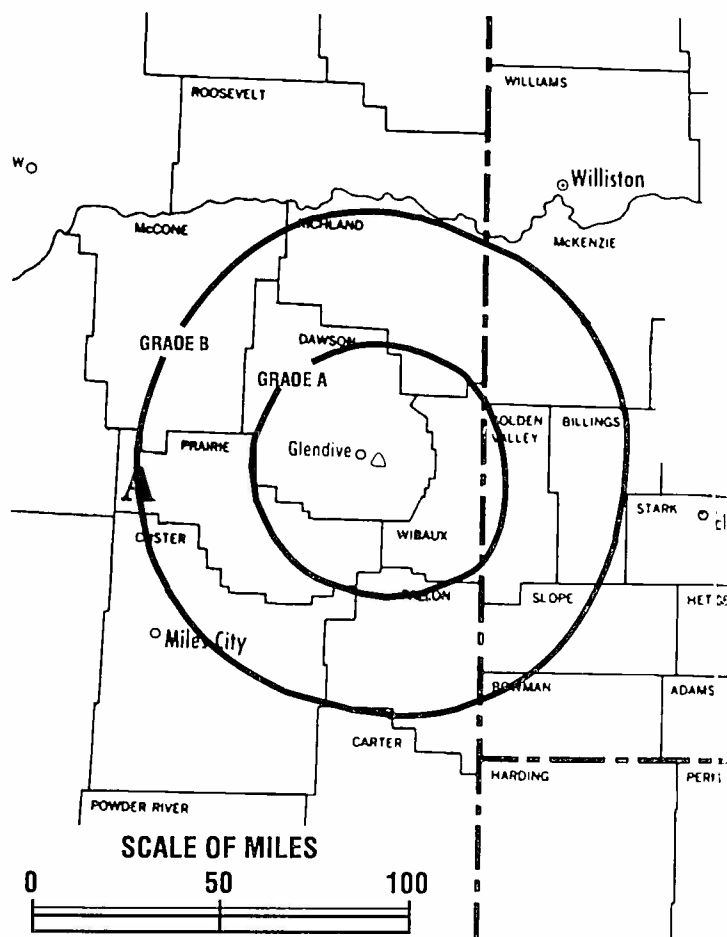 ROOSEVELT
WILLIAMS
W
Williston
McCONE
RICHLAND
McKENZIE
GRADE B
DAWSON
GRADE A
GOLDEN
VALLEY
BILLINGS
PRAIRIE
Glendive
A
STARK
CUSTER
WIBAUX
FALLON
SLOPE
Miles City
BOWMAN
ADAMS
CARTER
HARDING
POWDER RIVER
SCALE OF MILES
0 50 100